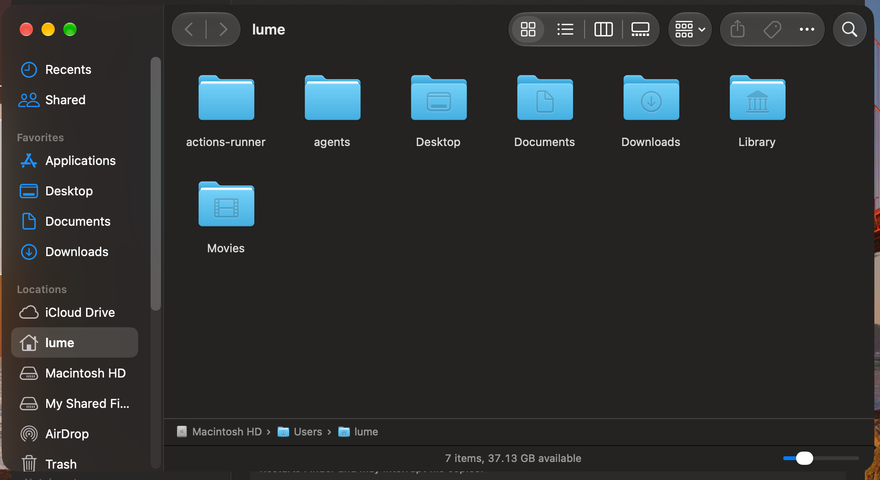 lume
Recents
Shared
Favorites
Applications
Desktop
Documents
Downloads
Locations
iCloud Drive
lume
Macintosh HD
My Shared Fi...
AirDrop
Trash
actions-runner
agents
Desktop
Documents
Downloads
Library
Movies
Macintosh HD › Users › lume
7 items, 37.13 GB available